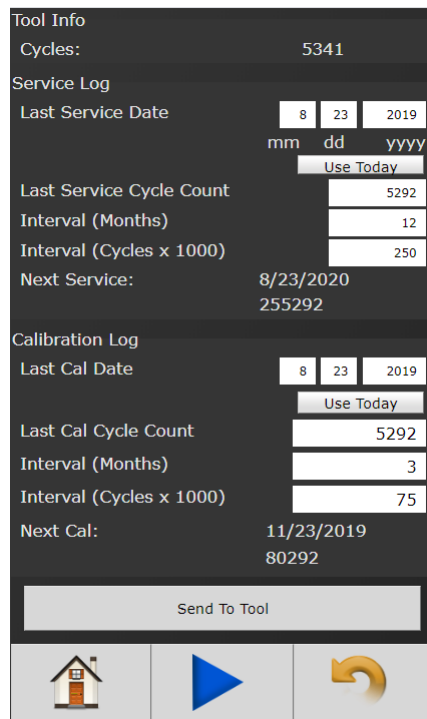 Tool Info
Cycles: 5341
Service Log
Last Service Date 8 23 2019
mm dd yyyy
Use Today
Last Service Cycle Count 5292
Interval (Months) 12
Interval (Cycles x 1000) 250
Next Service: 8/23/2020
255292
Calibration Log
Last Cal Date 8 23 2019
Use Today
Last Cal Cycle Count 5292
Interval (Months) 3
Interval (Cycles x 1000) 75
Next Cal: 11/23/2019
80292
Send To Tool